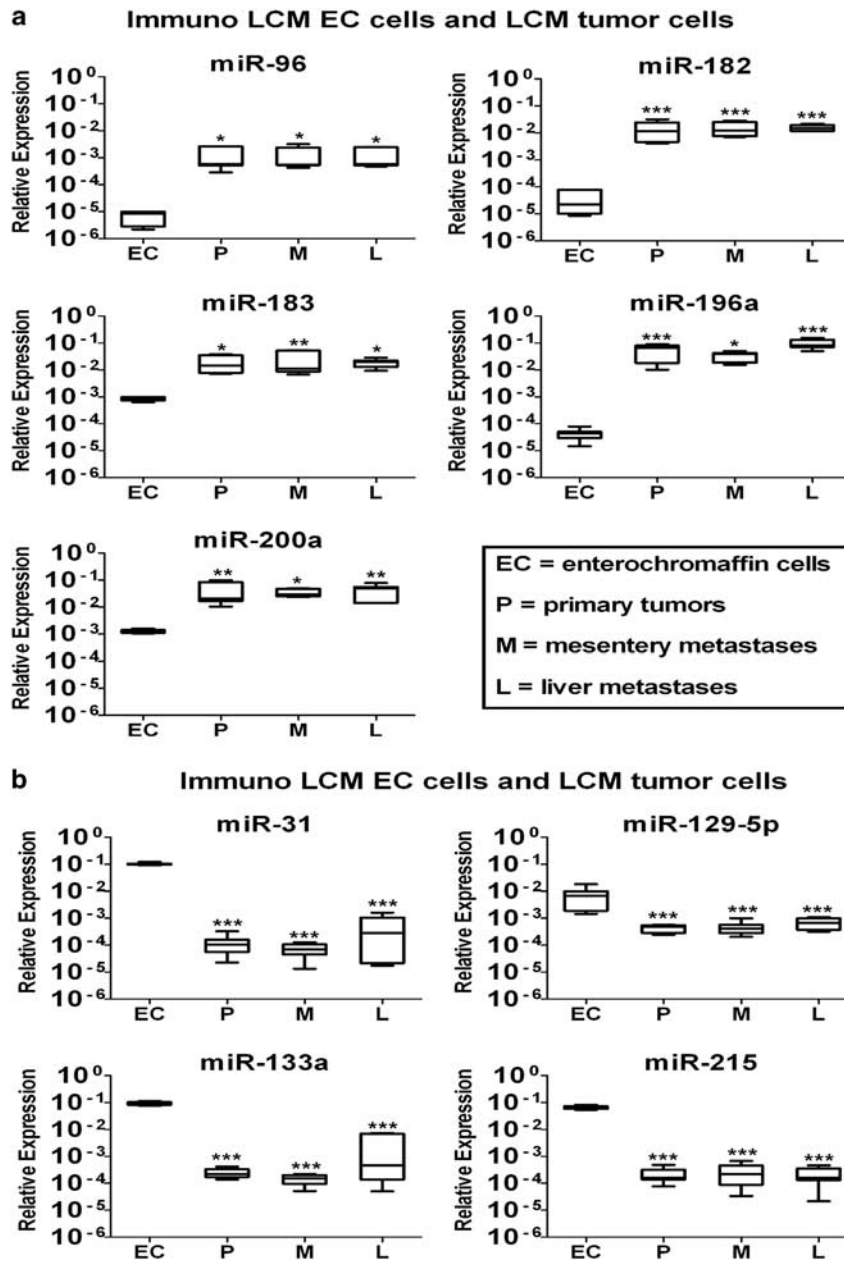 a Immuno LCM EC cells and LCM tumor cells
miR-96
Relative Expression
10⁰
10⁻¹
10⁻²
10⁻³
10⁻⁴
10⁻⁵
10⁻⁶
* * *
EC P M L
miR-182
Relative Expression
10⁰
10⁻¹
10⁻²
10⁻³
10⁻⁴
10⁻⁵
10⁻⁶
*** *** ***
EC P M L
miR-183
Relative Expression
10⁰
10⁻¹
10⁻²
10⁻³
10⁻⁴
10⁻⁵
10⁻⁶
* ** *
EC P M L
miR-196a
Relative Expression
10⁰
10⁻¹
10⁻²
10⁻³
10⁻⁴
10⁻⁵
10⁻⁶
*** * ***
EC P M L
miR-200a
Relative Expression
10⁰
10⁻¹
10⁻²
10⁻³
10⁻⁴
10⁻⁵
10⁻⁶
** * **
EC P M L
EC = enterochromaffin cells
P = primary tumors
M = mesentery metastases
L = liver metastases
b Immuno LCM EC cells and LCM tumor cells
miR-31
Relative Expression
10⁰
10⁻¹
10⁻²
10⁻³
10⁻⁴
10⁻⁵
10⁻⁶
*** *** ***
EC P M L
miR-129-5p
Relative Expression
10⁰
10⁻¹
10⁻²
10⁻³
10⁻⁴
10⁻⁵
10⁻⁶
*** *** ***
EC P M L
miR-133a
Relative Expression
10⁰
10⁻¹
10⁻²
10⁻³
10⁻⁴
10⁻⁵
10⁻⁶
*** *** ***
EC P M L
miR-215
Relative Expression
10⁰
10⁻¹
10⁻²
10⁻³
10⁻⁴
10⁻⁵
10⁻⁶
*** *** ***
EC P M L